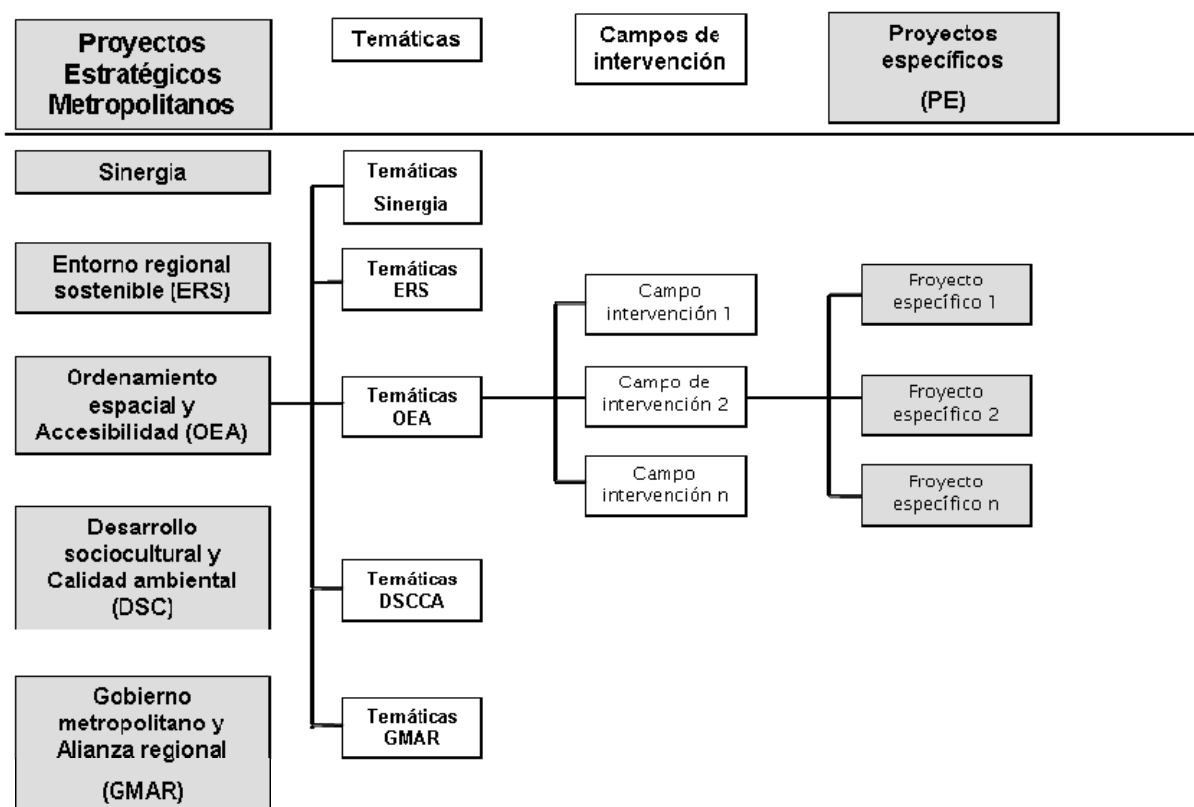 Proyectos
Estratégicos
Metropolitanos
Temáticas
Campos de
intervención
Proyectos
específicos
(PE)
Sinergia
Entorno regional
sostenible (ERS)
Ordenamiento
espacial y
Accesibilidad (OEA)
Desarrollo
sociocultural y
Calidad ambiental
(DSC)
Gobierno
metropolitano y
Alianza regional
(GMAR)
Temáticas
Sinergia
Temáticas
ERS
Temáticas
OEA
Temáticas
DSCCA
Temáticas
GMAR
Campo
intervención 1
Campo de
intervención 2
Campo
intervención n
Froyecto
específico 1
Froyecto
específico 2
Froyecto
específico n